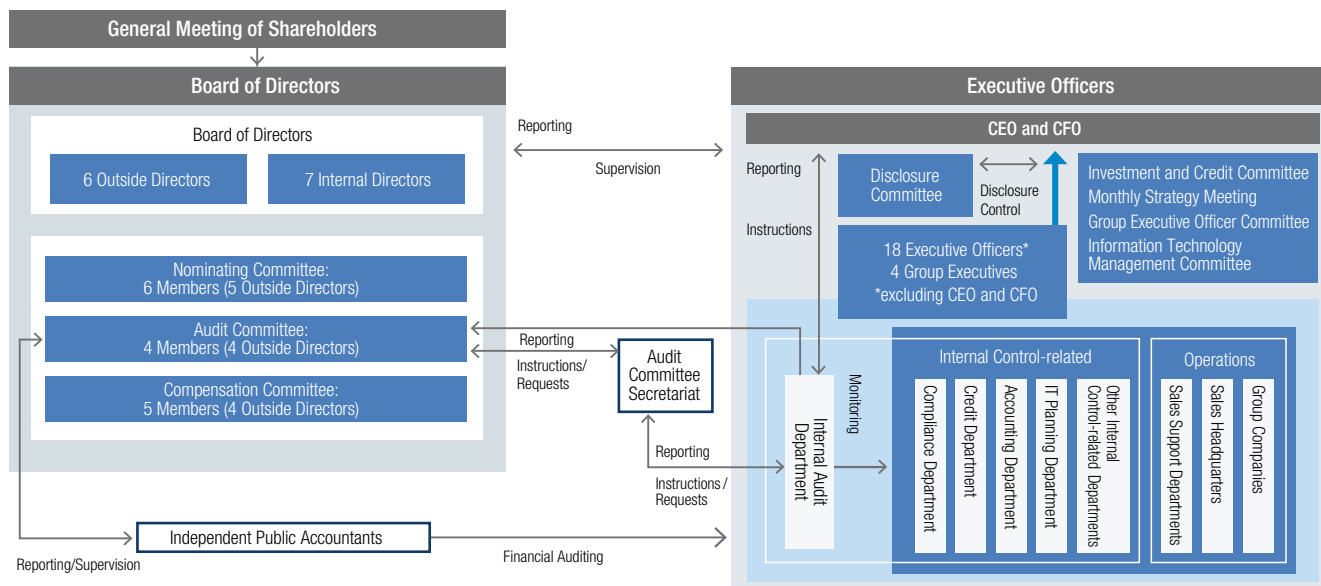 General Meeting of Shareholders
Board of Directors
Board of Directors
6 Outside Directors
7 Internal Directors
Nominating Committee:
6 Members (5 Outside Directors)
Audit Committee:
4 Members (4 Outside Directors)
Compensation Committee:
5 Members (4 Outside Directors)
Reporting
Supervision
Executive Officers
CEO and CFO
Reporting
Instructions
Disclosure
Committee
Disclosure
Control
18 Executive Officers*
4 Group Executives
*excluding CEO and CFO
Investment and Credit Committee
Monthly Strategy Meeting
Group Executive Officer Committee
Information Technology
Management Committee
Reporting
Instructions/
Requests
Audit
Committee
Secretariat
Reporting
Instructions /
Requests
Internal Audit
Department
Monitoring
Internal Control-related
Compliance Department
Credit Department
Accounting Department
IT Planning Department
Other Internal
Control-related Departments
Operations
Sales Support Departments
Sales Headquarters
Group Companies
Independent Public Accountants
Reporting/Supervision
Financial Auditing